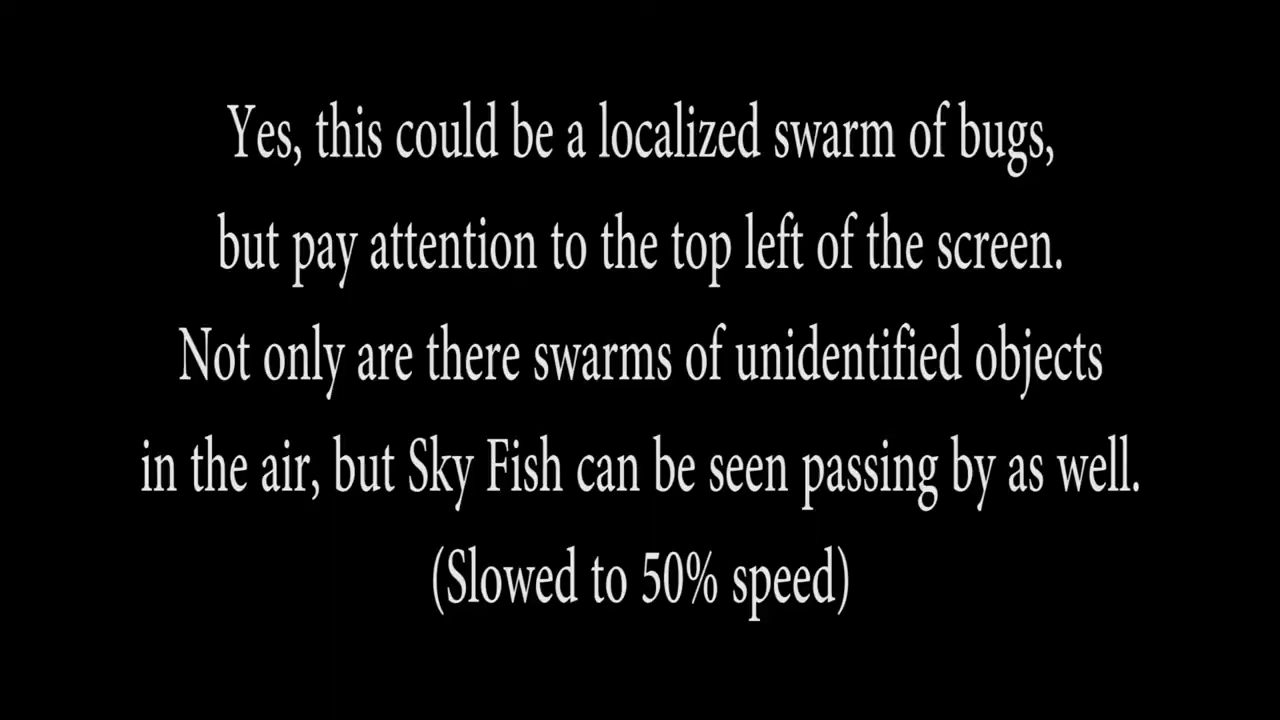 Yes, this could be a localized swarm of bugs,
but pay attention to the top left of the screen.
Not only are there swarms of unidentified objects
in the air, but Sky Fish can be seen passing by as well.
(Slowed to 50% speed)